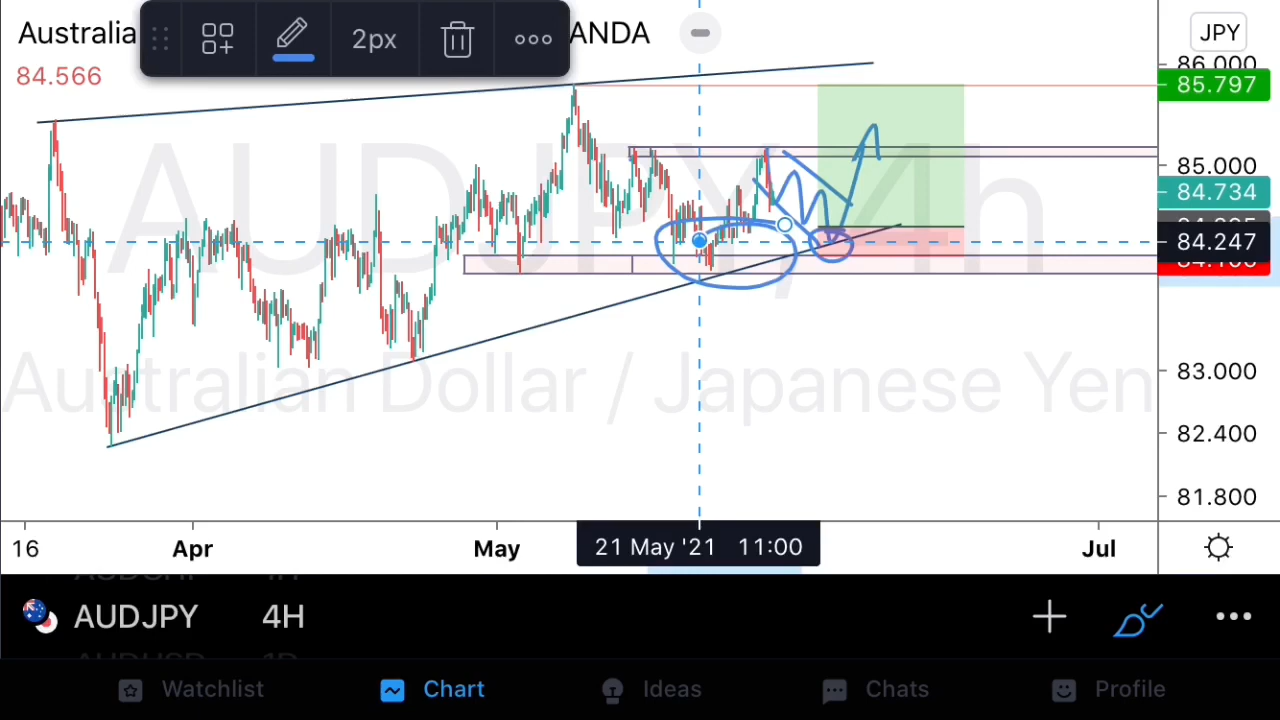 Australia
ANDA
2px
JPY
84.566
86.000
85.797
85.000
84.734
84.247
83.000
82.400
81.800
AUDJPY, 4h
Australian Dollar / Japanese Yen
16
Apr
May
21 May '21 11:00
Jul
AUDJPY 4H
Watchlist
Chart
Ideas
Chats
Profile